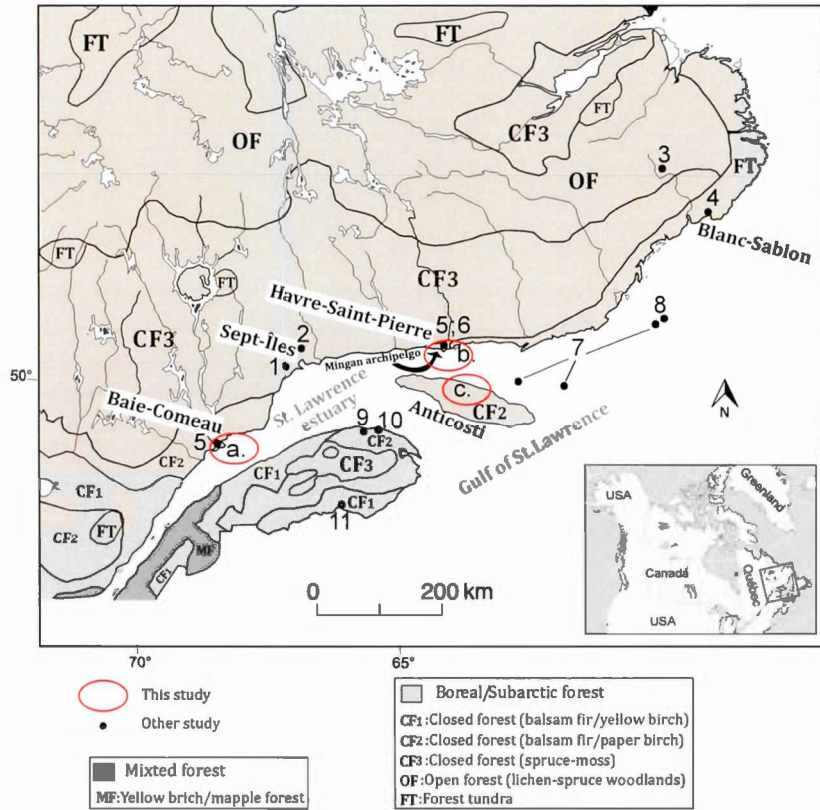 FT
FT
CF3
FT
OF
3
OF
FT
4
Blanc-Sablon
FT
FT
CF3
CF3
Havre-Saint-Pierre
5;6
8
Sept-Îles
2
1
Mingan archipelgo
b.
7
50°
c.
CF2
Anticosti
Baie-Comeau
St. Lawrence
estuary
5
a.
9 10
CF2
CF3
CF1
Gulf of St.Lawrence
CF2
CF1
CF1
11
FT
CF2
MF
CF1
0 200 km
N
USA
Greenland
Canada
Québec
USA
70° 65°
This study
Other study
Mixted forest
MF:Yellow brich/mapple forest
Boreal/Subarctic forest
CF1:Closed forest (balsam fir/yellow birch)
CF2:Closed forest (balsam fir/paper birch)
CF3:Closed forest (spruce-moss)
OF:Open forest (lichen-spruce woodlands)
FT:Forest tundra